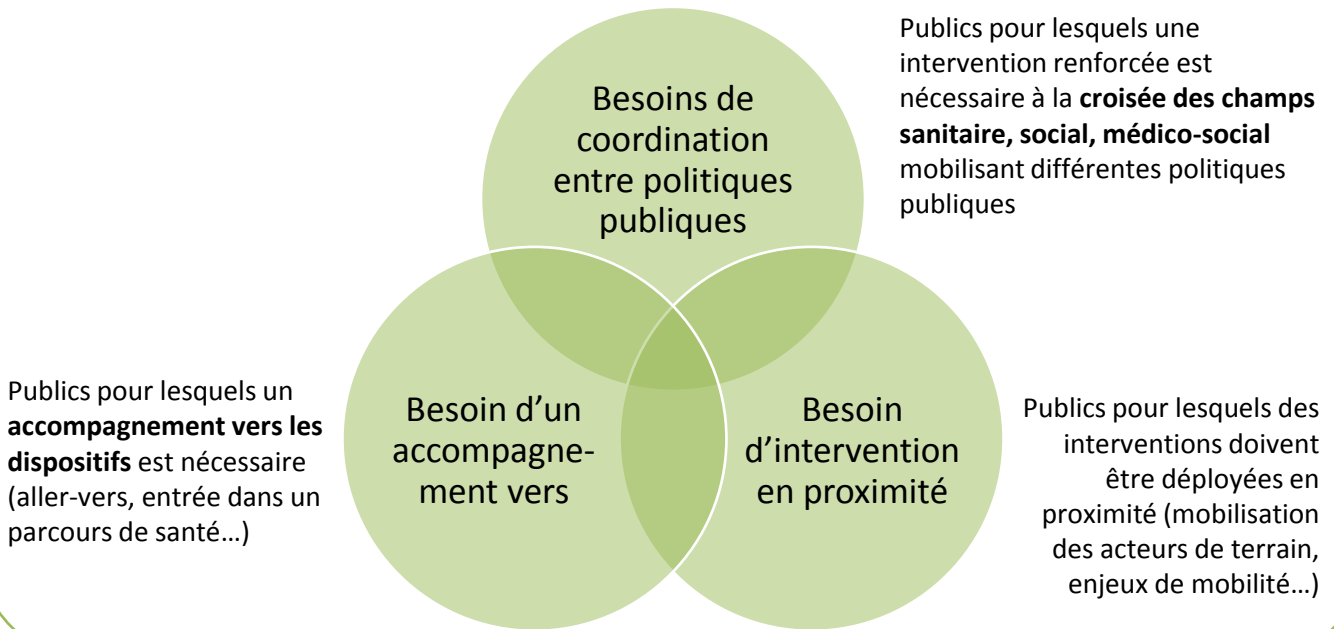 Publics pour lesquels une
intervention renforcée est
nécessaire à la croisée des champs
sanitaire, social, médico-social
mobilisant différentes politiques
publiques
Besoins de
coordination
entre politiques
publiques
Publics pour lesquels un
accompagnement vers les
dispositifs est nécessaire
(aller-vers, entrée dans un
parcours de santé…)
Besoin d’un
accompagne-
ment vers
Besoin
d’intervention
en proximité
Publics pour lesquels des
interventions doivent
être déployées en
proximité (mobilisation
des acteurs de terrain,
enjeux de mobilité…)